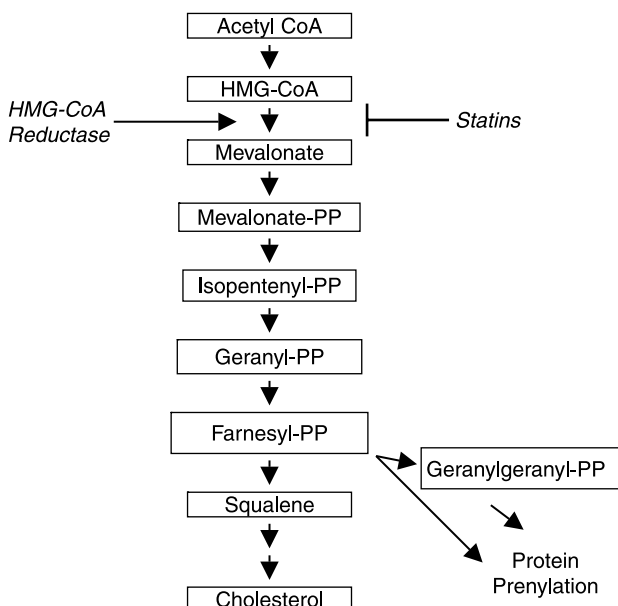 Acetyl CoA
HMG-CoA
HMG-CoA
Reductase
Statins
Mevalonate
Mevalonate-PP
Isopentenyl-PP
Geranyl-PP
Farnesyl-PP
Geranylgeranyl-PP
Squalene
Protein
Prenylation
Cholesterol